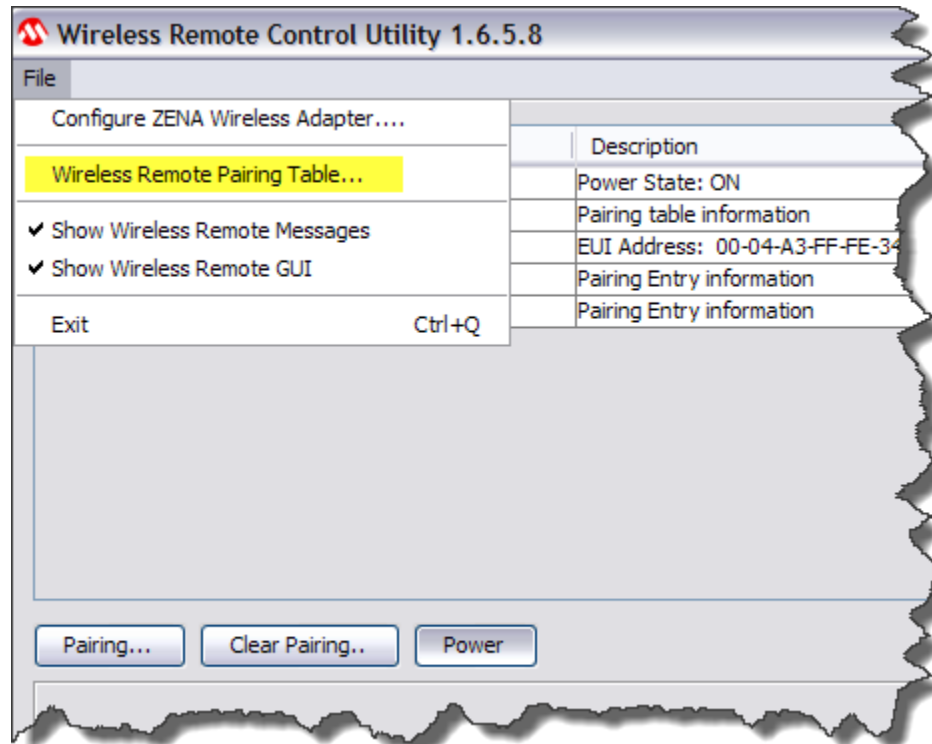 Wireless Remote Control Utility 1.6.5.8
File
Configure ZENA Wireless Adapter....
Wireless Remote Pairing Table...
Show Wireless Remote Messages
Show Wireless Remote GUI
Exit Ctrl+Q
Description
Power State: ON
Pairing table information
EUI Address: 00-04-A3-FF-FE-34
Pairing Entry information
Pairing Entry information
Pairing... Clear Pairing.. Power